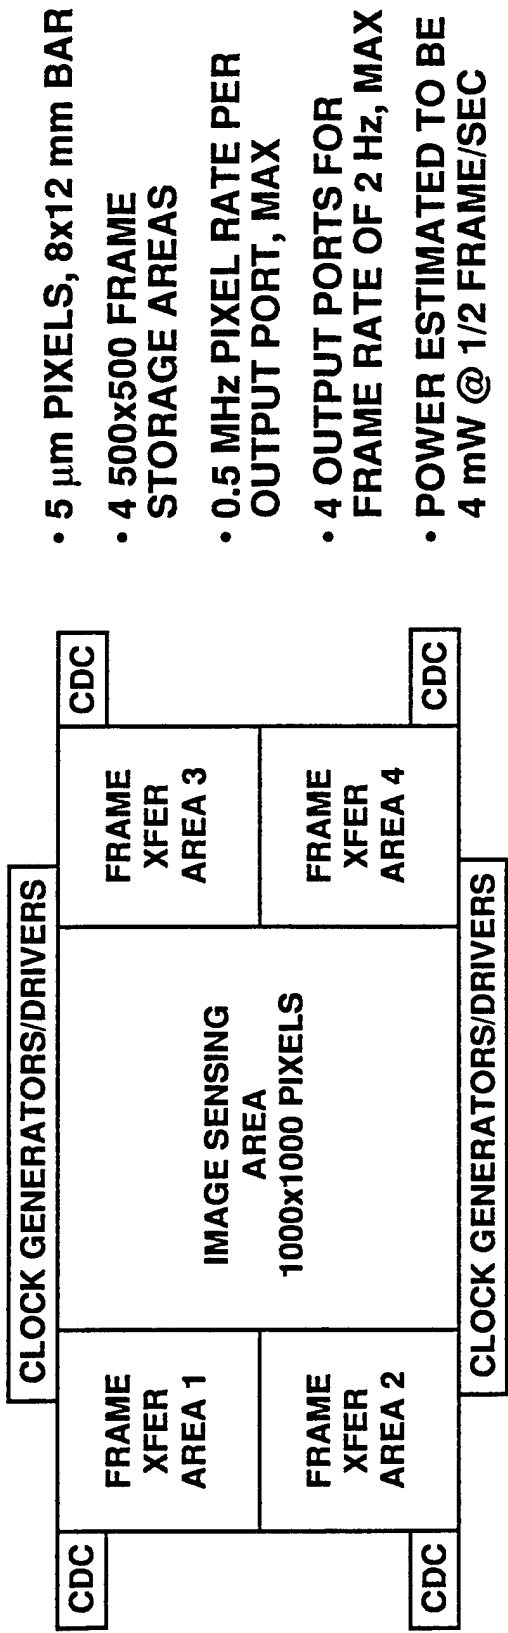 CLOCK GENERATORS/DRIVERS
CDC
CDC
FRAME
XFER
AREA 1
IMAGE SENSING
AREA
1000x1000 PIXELS
FRAME
XFER
AREA 3
FRAME
XFER
AREA 2
FRAME
XFER
AREA 4
CDC
CDC
CLOCK GENERATORS/DRIVERS
• 5 µm PIXELS, 8x12 mm BAR
• 4 500x500 FRAME
STORAGE AREAS
• 0.5 MHz PIXEL RATE PER
OUTPUT PORT, MAX
• 4 OUTPUT PORTS FOR
FRAME RATE OF 2 Hz, MAX
• POWER ESTIMATED TO BE
4 mW @ 1/2 FRAME/SEC